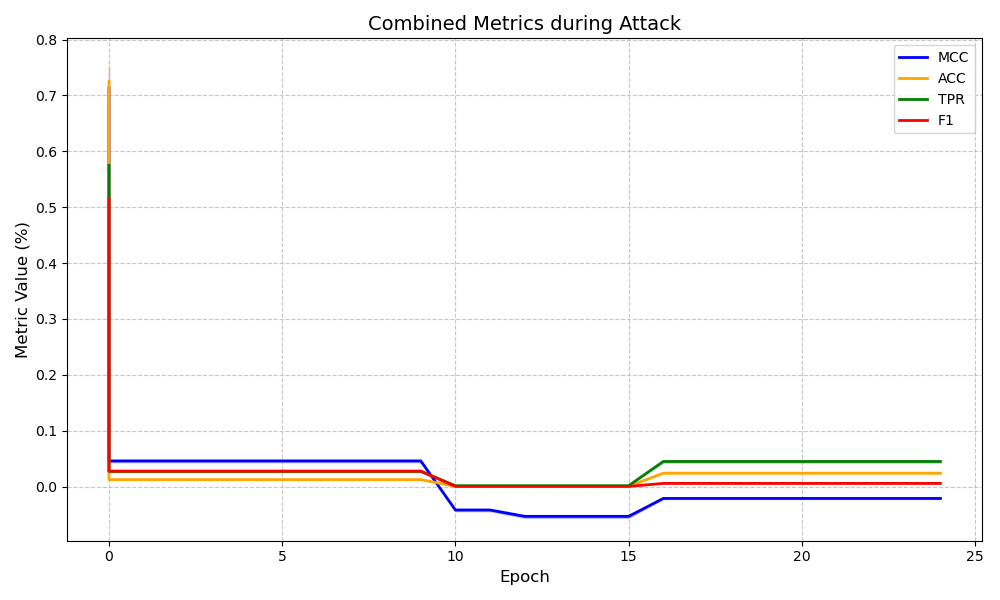 Combined Metrics during Attack
Metric Value (%)
0.8
0.7
0.6
0.5
0.4
0.3
0.2
0.1
0.0
MCC
ACC
TPR
F1
0 5 10 15 20 25
Epoch